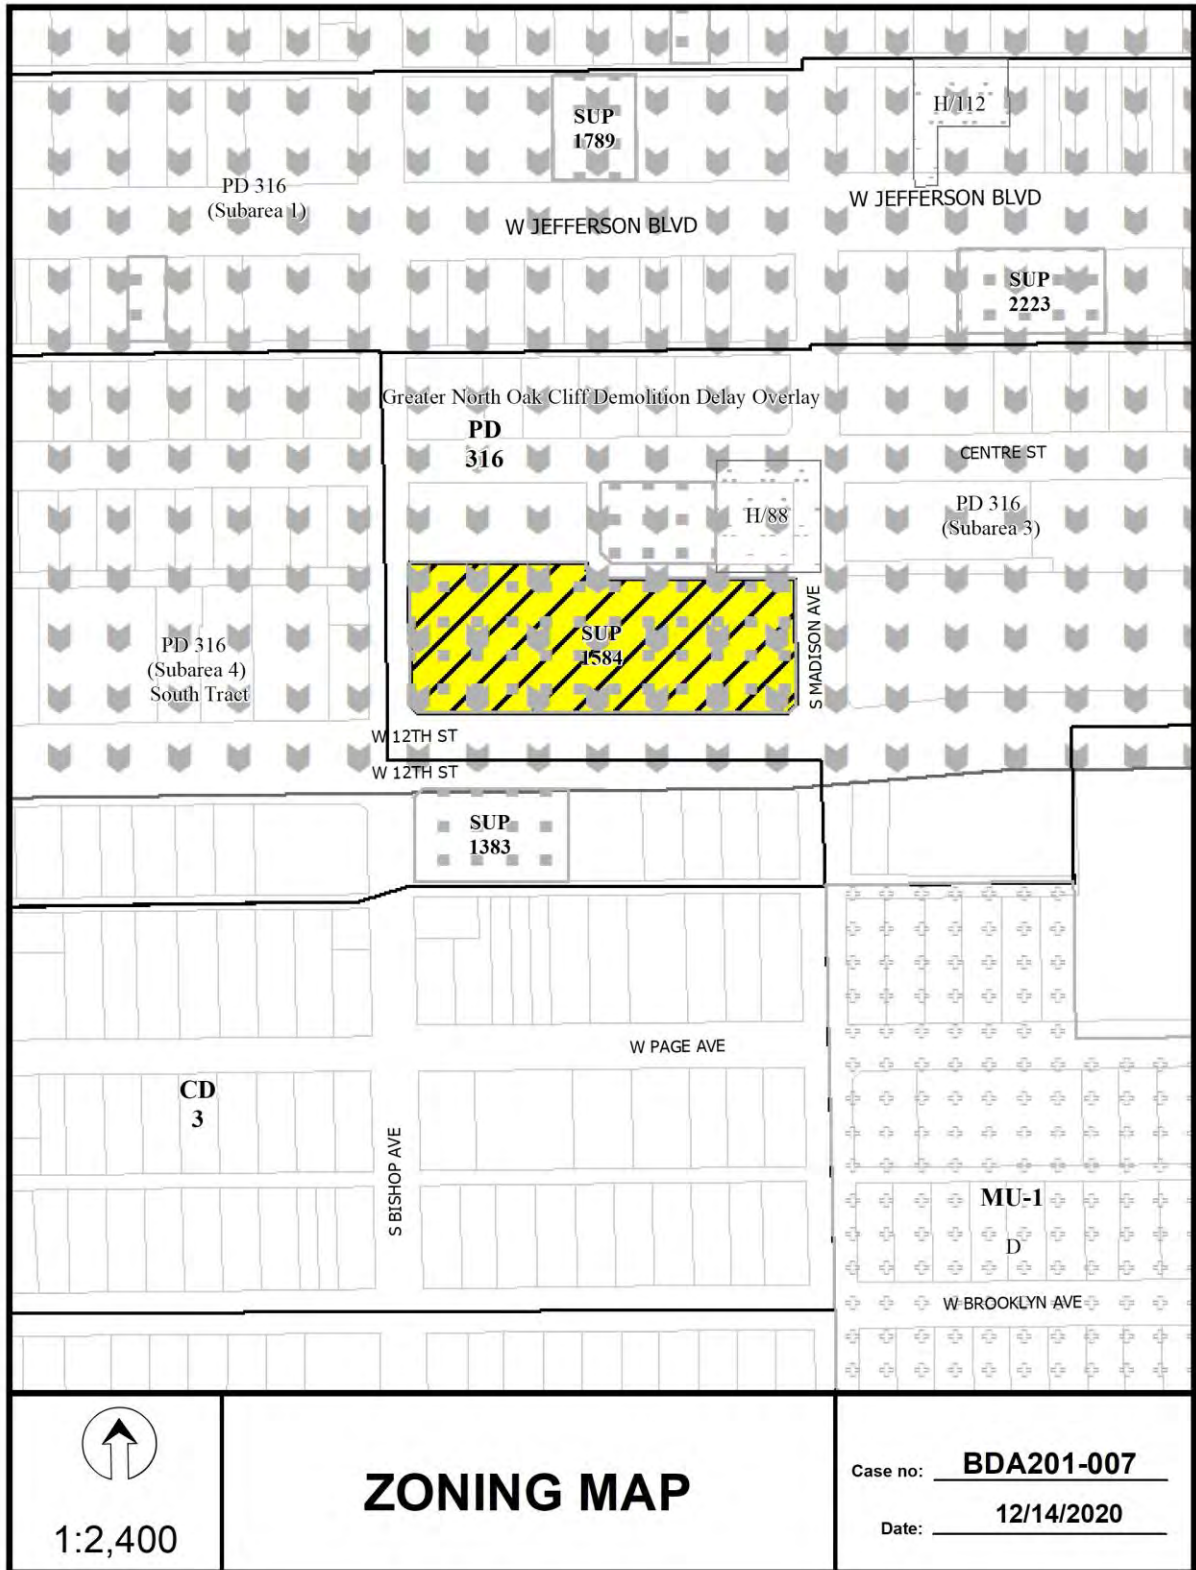 SUP
1789
H/112
PD 316
(Subarea 1)
W JEFFERSON BLVD
W JEFFERSON BLVD
SUP
2223
Greater North Oak Cliff Demolition Delay Overlay
PD
316
CENTRE ST
H/88
PD 316
(Subarea 3)
SUP
1584
S MADISON AVE
PD 316
(Subarea 4)
South Tract
W 12TH ST
W 12TH ST
SUP
1383
W PAGE AVE
CD
3
S BISHOP AVE
MU-1
D
W BROOKLYN AVE
1:2,400
ZONING MAP
Case no: BDA201-007
Date: 12/14/2020